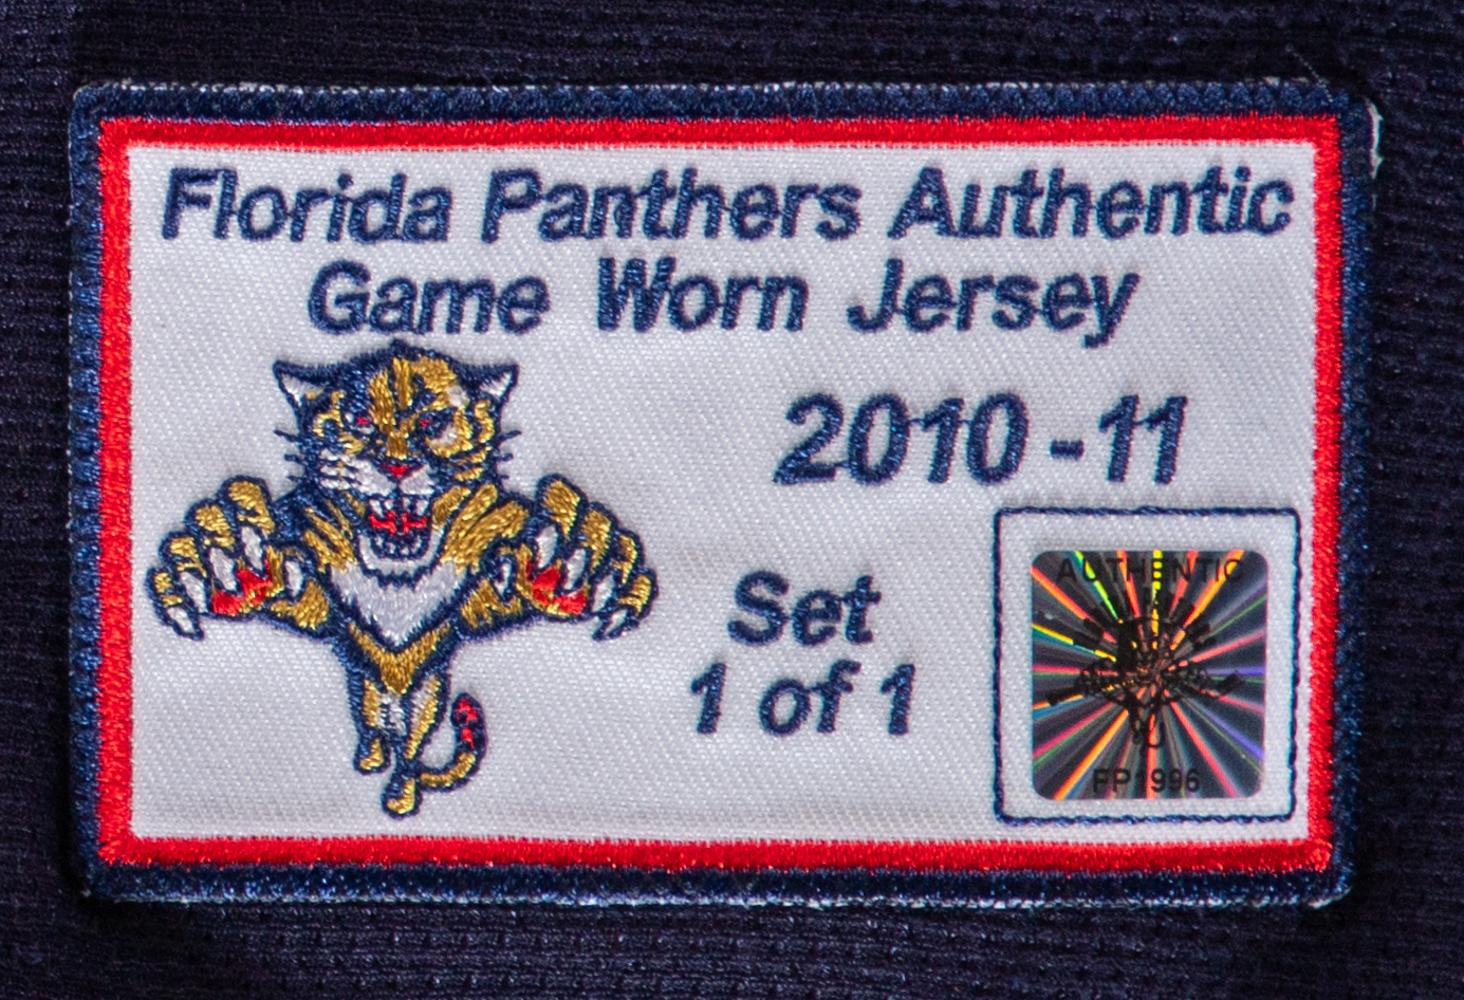 Florida Panthers Authentic
Game Worn Jersey
2010-11
Set
1 of 1
AUTHENTIC
FP1996